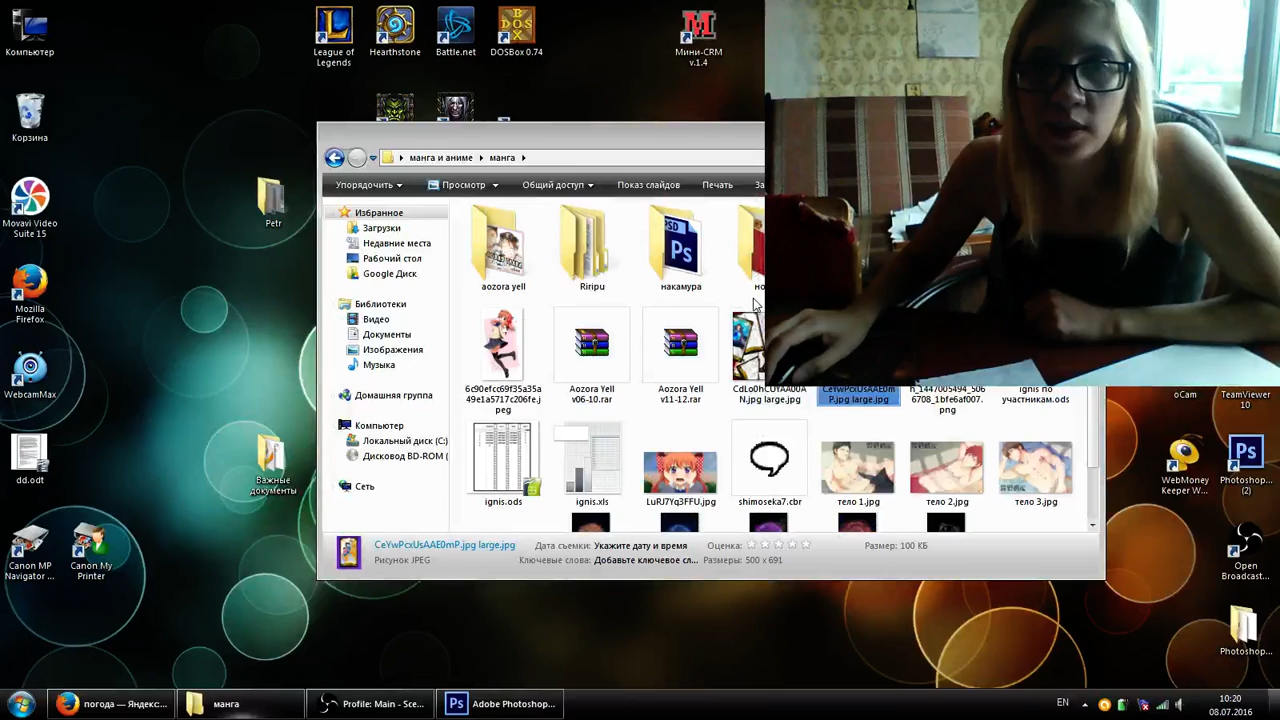 Компьютер
League of
Legends
Hearthstone
Battle.net
DOSBox 0.74
Мини-CRM
v.1.4
Корзина
манга и аниме
манга
Упорядочить
Просмотр
Общий доступ
Показ слайдов
Печать
За
Movavi Video
Suite 15
Petr
Избранное
Загрузки
Недавние места
Рабочий стол
Google Диск
Библиотеки
Видео
Документы
Изображения
Музыка
Домашняя группа
Компьютер
Локальный диск (C:)
Дисковод BD-ROM (
Сеть
aozora yell
Riripu
накамура
но
6c90efcc69f35a35a
49e1a5717c206fe.j
peg
Aozora Yell
v06-10.rar
Aozora Yell
v11-12.rar
CdLo0hCUYAA0A
N.jpg large.jpg
CeYwPcxUsAAE0m
P.jpg large.jpg
h_1447005494_506
6708_1bfe6af007.
png
ignis по
участникам.ods
ignis.ods
ignis.xls
LuRJ7Yq3FFU.jpg
shimoseka7.cbr
тело 1.jpg
тело 2.jpg
тело 3.jpg
CeYwPcxUsAAE0mP.jpg large.jpg
Рисунок JPEG
Дата съемки: Укажите дату и время
Ключевые слова: Добавьте ключевое сл...
Оценка:
Размеры: 500 x 691
Размер: 100 КБ
Mozilla
Firefox
WebcamMax
dd.odt
Важные
документы
Canon MP
Navigator ...
Canon My
Printer
oCam
TeamViewer
10
WebMoney
Keeper W...
Photoshop...
(2)
Open
Broadcast...
Photoshop...
погода — Яндекс:...
манга
Profile: Main - Sce...
Adobe Photoshop...
EN
10:20
08.07.2016